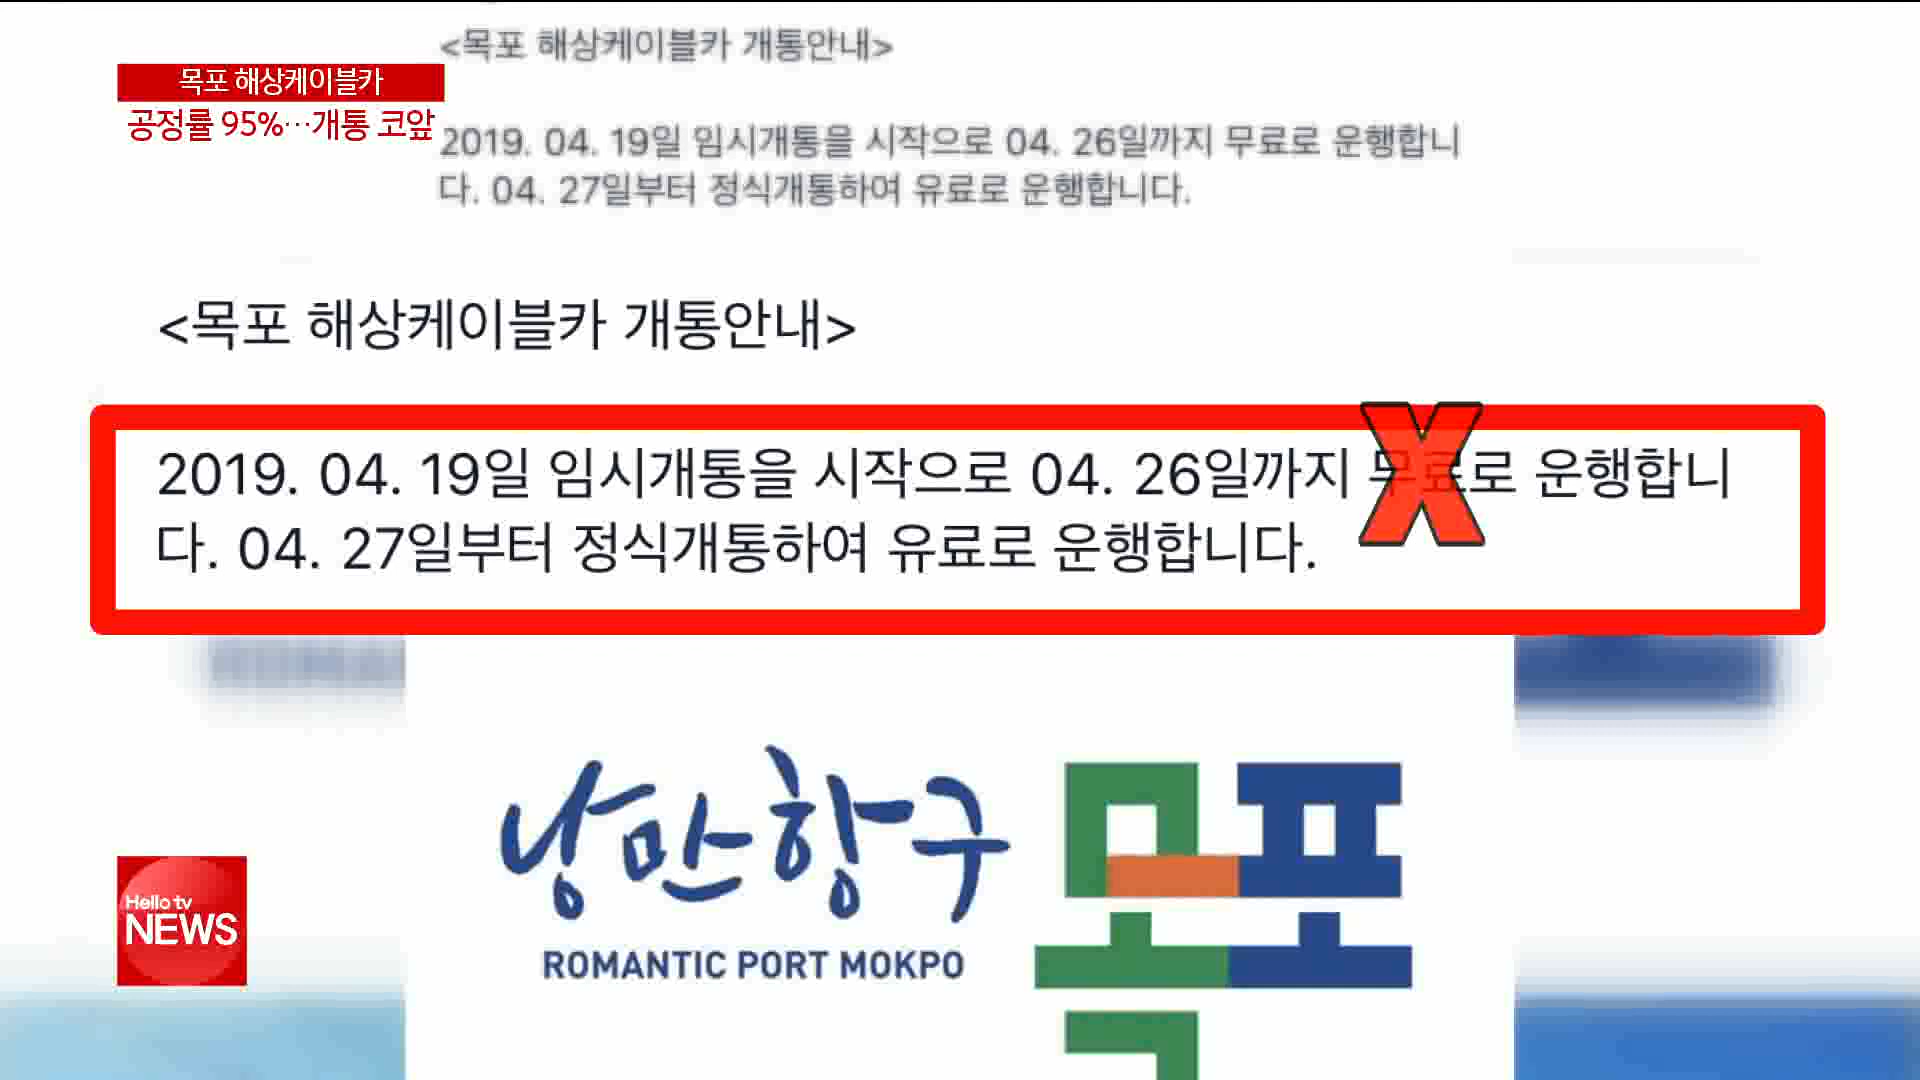 <목포 해상케이블카 개통안내>
목포 해상케이블카
공정률 95%…개통 코앞
2019. 04. 19일 임시개통을 시작으로 04. 26일까지 무료로 운행합니
다. 04. 27일부터 정식개통하여 유료로 운행합니다.
<목포 해상케이블카 개통안내>
2019. 04. 19일 임시개통을 시작으로 04. 26일까지 무료로 운행합니
다. 04. 27일부터 정식개통하여 유료로 운행합니다.
X
낭만항구
목포
ROMANTIC PORT MOKPO
Hello tv
NEWS